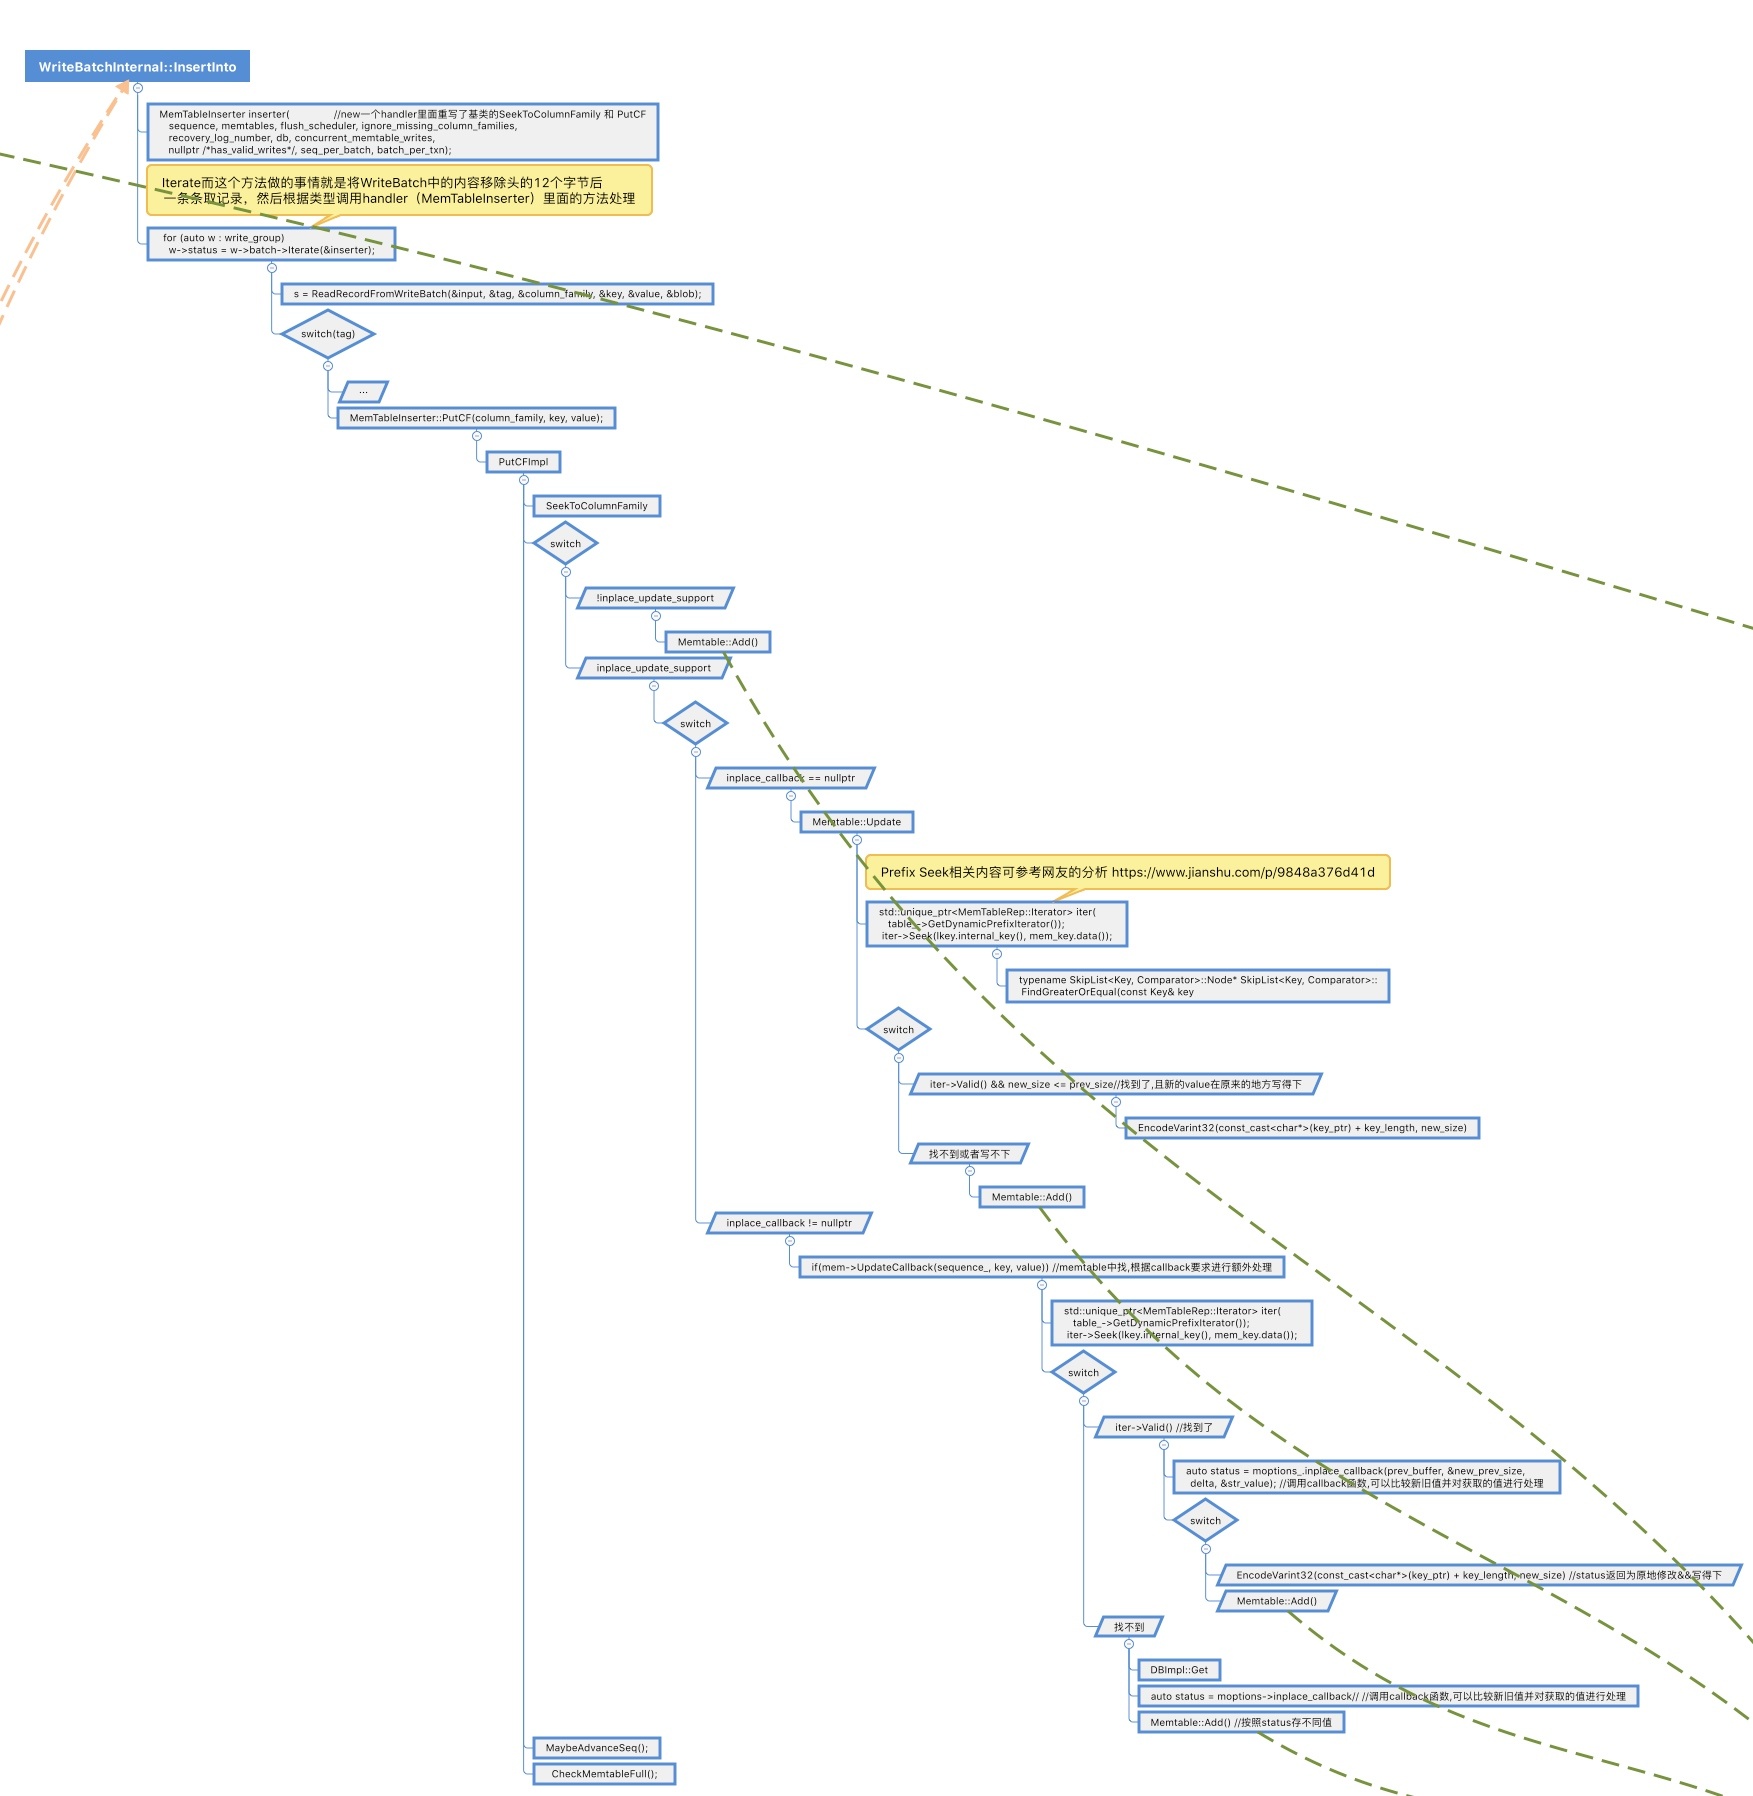 WriteBatchInternal::InsertInto
MemTableInserter inserter( //new一个handler里面重写了基类的SeekToColumnFamily 和 PutCF
sequence, memtables, flush_scheduler, ignore_missing_column_families,
recovery_log_number, db, concurrent_memtable_writes,
nullptr /*has_valid_writes*/, seq_per_batch, batch_per_txn);
Iterate而这个方法做的事情就是将WriteBatch中的内容移除头的12个字节后
一条条取记录，然后根据类型调用handler（MemTableInserter）里面的方法处理
for (auto w : write_group)
w->status = w->batch->Iterate(&inserter);
s = ReadRecordFromWriteBatch(&input, &tag, &column_family, &key, &value, &blob);
switch(tag)
...
MemTableInserter::PutCF(column_family, key, value);
PutCFImpl
SeekToColumnFamily
switch
!inplace_update_support
Memtable::Add()
inplace_update_support
switch
inplace_callback == nullptr
Memtable::Update
Prefix Seek相关内容可参考网友的分析 https://www.jianshu.com/p/9848a376d41d
std::unique_ptr<MemTableRep::Iterator> iter(
table_->GetDynamicPrefixIterator());
iter->Seek(lkey.internal_key(), mem_key.data());
typename SkipList<Key, Comparator>::Node* SkipList<Key, Comparator>::
FindGreaterOrEqual(const Key& key
switch
iter->Valid() && new_size <= prev_size//找到了,且新的value在原来的地方写得下
EncodeVarint32(const_cast<char*>(key_ptr) + key_length, new_size)
找不到或者写不下
Memtable::Add()
inplace_callback != nullptr
if(mem->UpdateCallback(sequence_, key, value)) //memtable中找,根据callback要求进行额外处理
std::unique_ptr<MemTableRep::Iterator> iter(
table_->GetDynamicPrefixIterator());
iter->Seek(lkey.internal_key(), mem_key.data());
switch
iter->Valid() //找到了
auto status = moptions_.inplace_callback(prev_buffer, &new_prev_size,
delta, &str_value); //调用callback函数,可以比较新旧值并对获取的值进行处理
switch
EncodeVarint32(const_cast<char*>(key_ptr) + key_length, new_size) //status返回为原地修改&&写得下
Memtable::Add()
找不到
DBImpl::Get
auto status = moptions->inplace_callback// //调用callback函数,可以比较新旧值并对获取的值进行处理
Memtable::Add() //按照status存不同值
MaybeAdvanceSeq();
CheckMemtableFull();